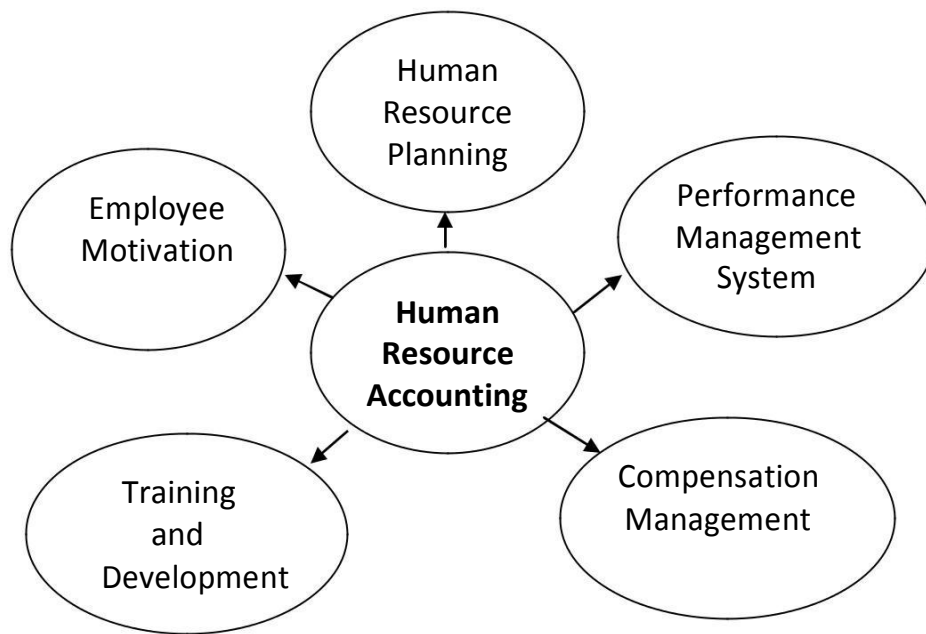 Human
Resource
Planning
Employee
Motivation
Performance
Management
System
Human
Resource
Accounting
Training
and
Development
Compensation
Management